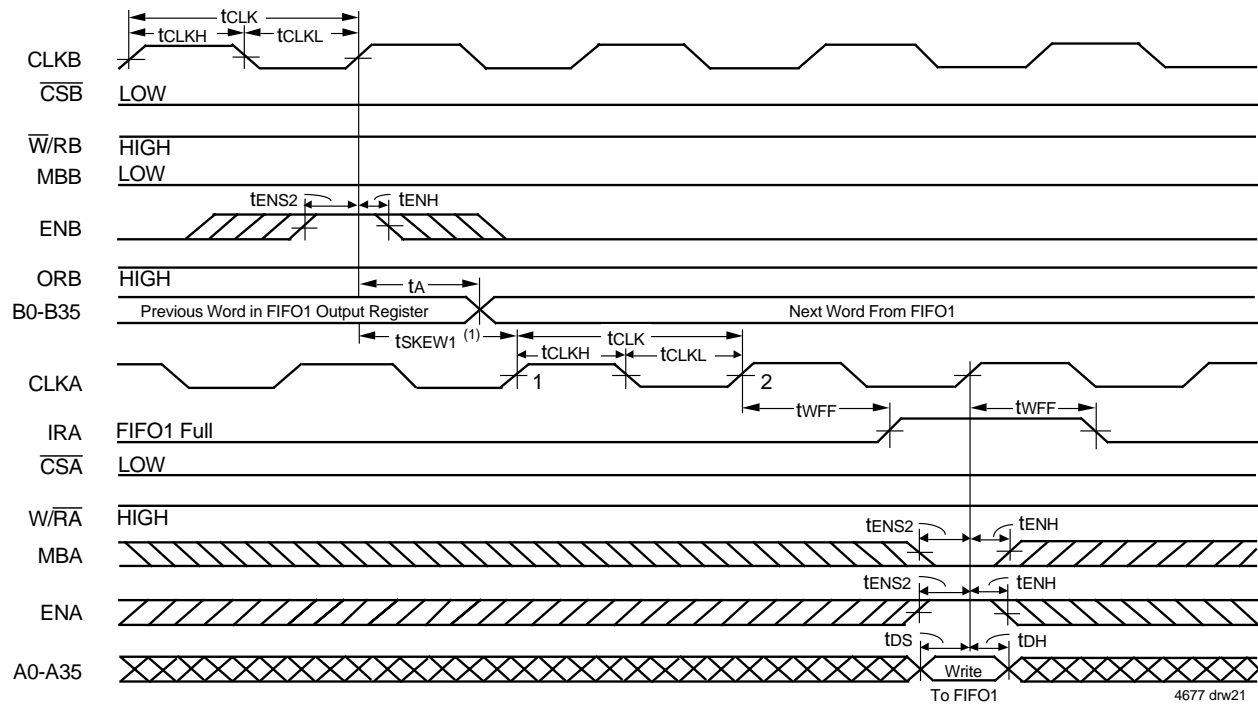 tCLK
tCLKH tCLKL
CLKB
CSB LOW
W/RB HIGH
MBB LOW
tENS2 tENH
ENB
ORB HIGH
tA
B0-B35 Previous Word in FIFO1 Output Register Next Word From FIFO1
tSKEW1 (1) tCLK
tCLKH tCLKL
CLKA 1 2
tWFF tWFF
IRA FIFO1 Full
CSA LOW
W/RA HIGH
tENS2 tENH
MBA
tENS2 tENH
ENA
tDS tDH
A0-A35 Write
To FIFO1 4677 drw21